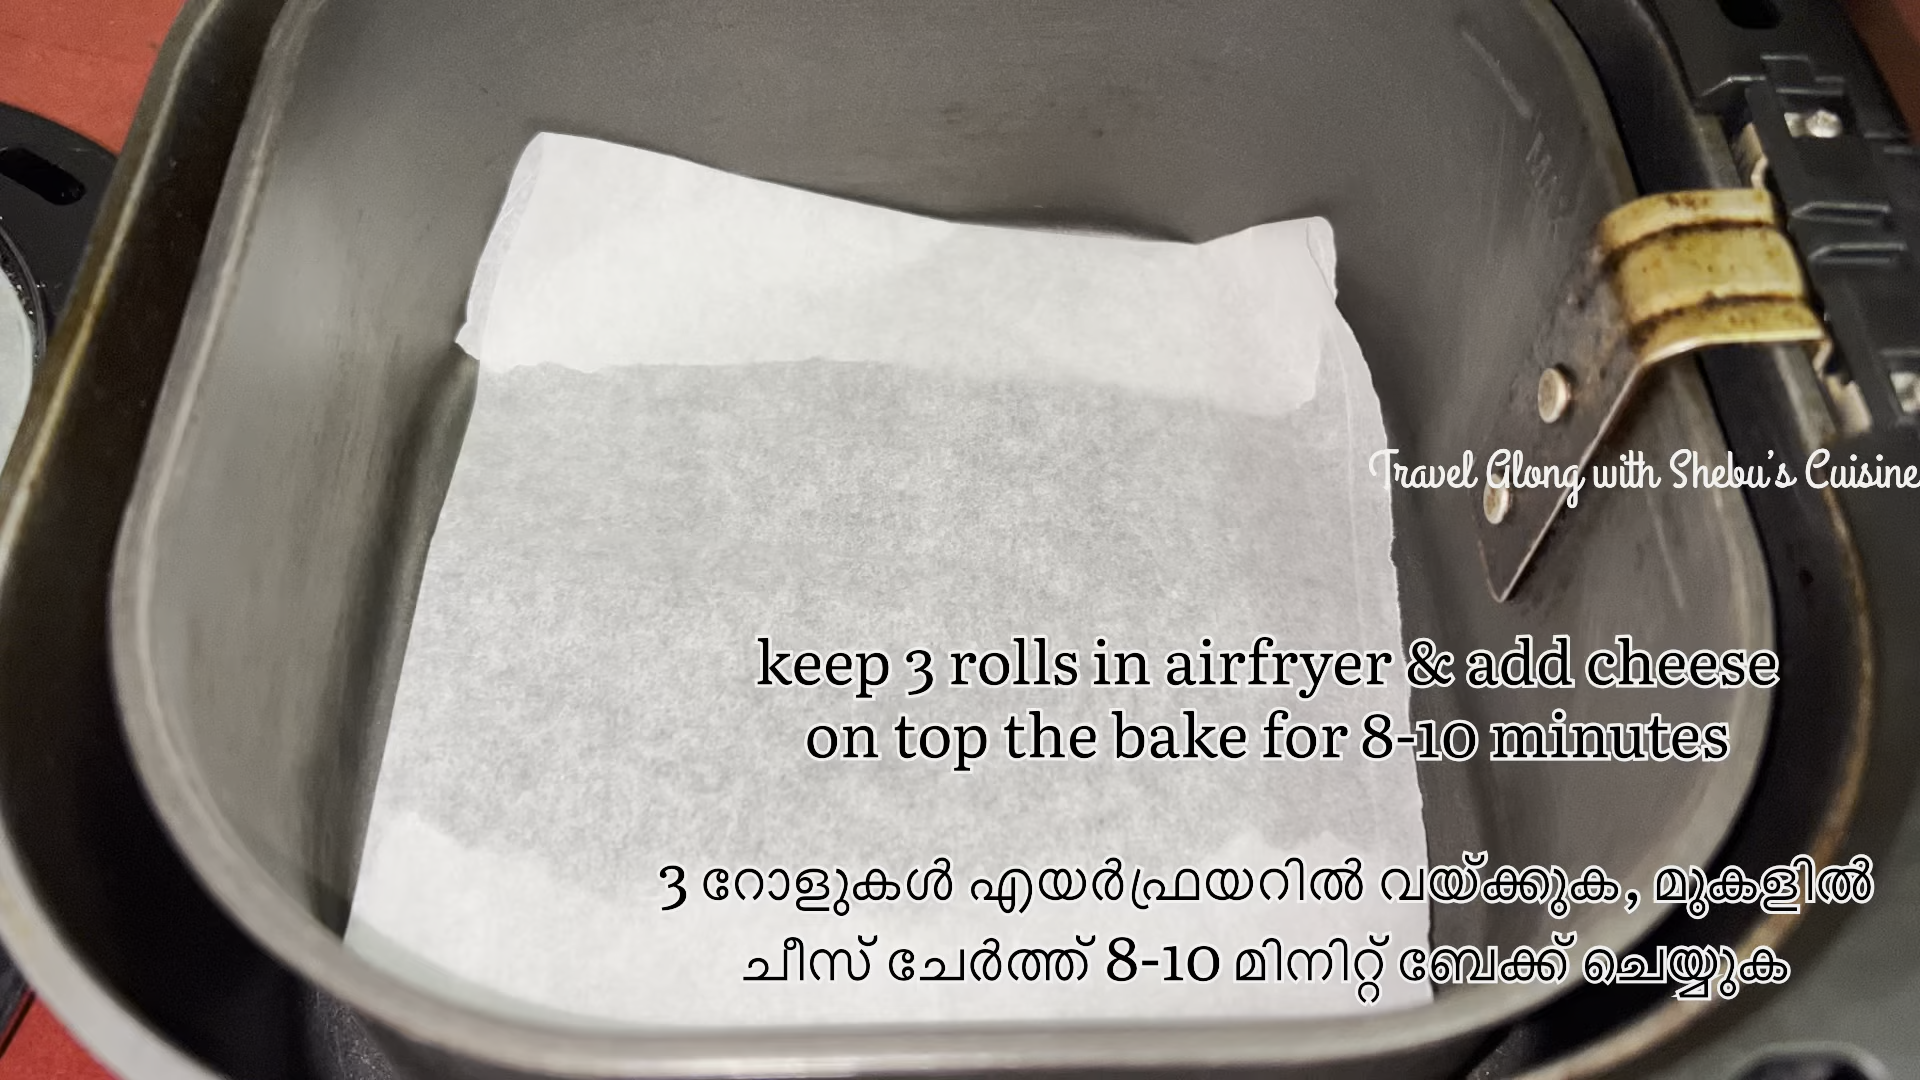 Travel Along with Shebu's Cuisine
keep 3 rolls in airfryer & add cheese
on top the bake for 8-10 minutes
3 റോളുകൾ എയർഫ്രയറിൽ വയ്ക്കുക, മുകളിൽ
ചീസ് ചേർത്ത് 8-10 മിനിറ്റ് ബേക്ക് ചെയ്യുക